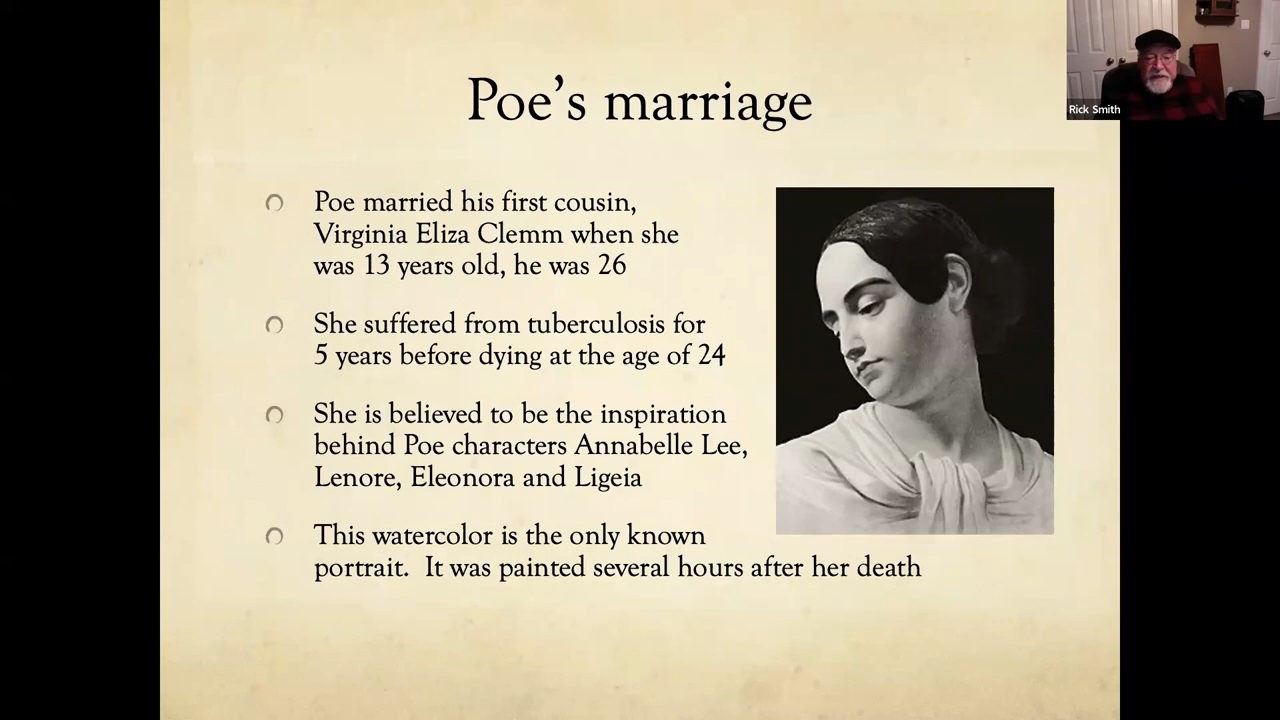 Poe's marriage
Rick Smith
Poe married his first cousin,
Virginia Eliza Clemm when she
was 13 years old, he was 26
She suffered from tuberculosis for
5 years before dying at the age of 24
She is believed to be the inspiration
behind Poe characters Annabelle Lee,
Lenore, Eleonora and Ligeia
This watercolor is the only known
portrait.  It was painted several hours after her death